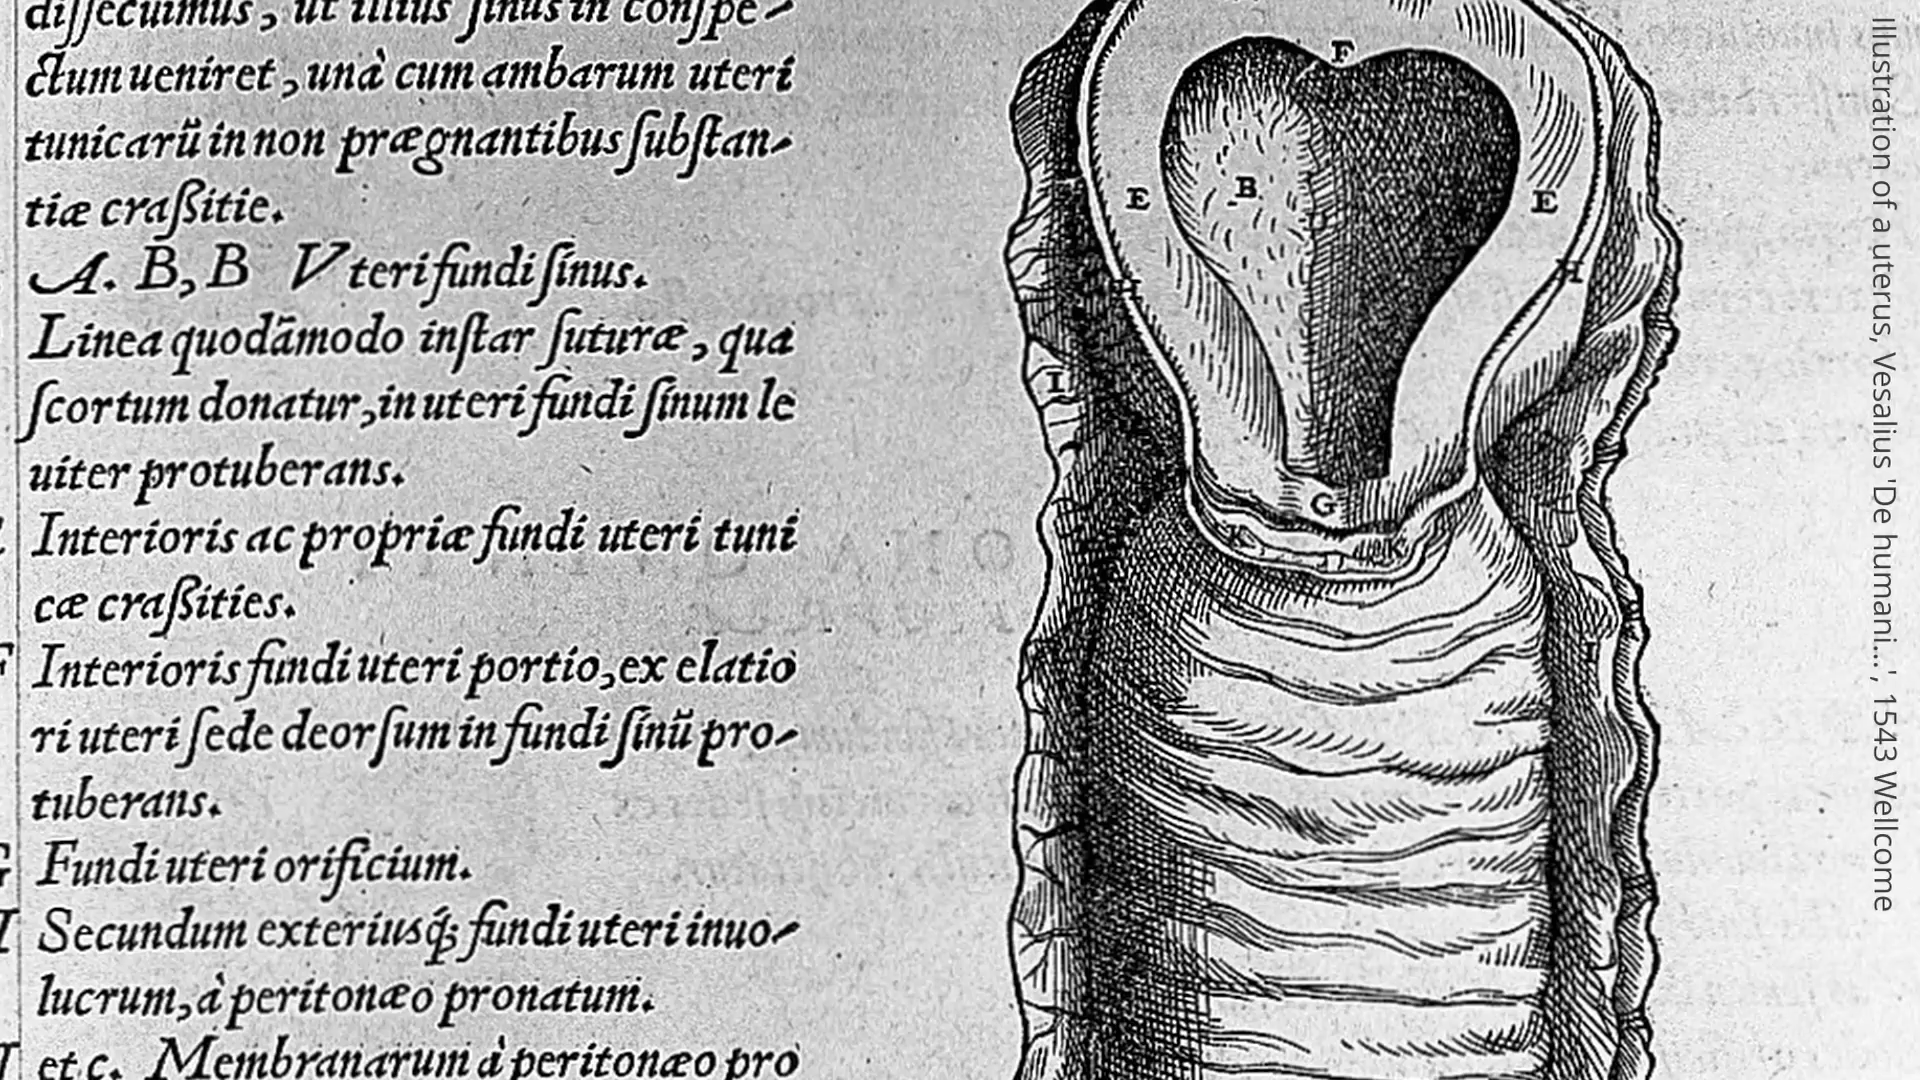 dißecuimus, ut illius ſinus in conſpe-
ctum ueniret, unà cum ambarum uteri
tunicarũ in non prægnantibus ſubſtan-
tiæ craßitie.
A. B, B Vteri fundi ſinus.
Linea quodãmodo inſtar ſuturæ, qua
ſcortum donatur, in uteri fundi ſinum le
uiter protuberans.
Interioris ac propriæ fundi uteri tuni
cæ craßities.
F Interioris fundi uteri portio, ex elatio
ri uteri ſede deorſum in fundi ſinũ pro-
tuberans.
G Fundi uteri orificium.
H Secundum exteriusq́; fundi uteri inuo-
lucrum, à peritonæo pronatum.
I etc. Membranarum à peritonæo pro
F
B
E
E
H
H
I
G
K
K
I
Illustration of a uterus, Vesalius 'De humani...', 1543 Wellcome